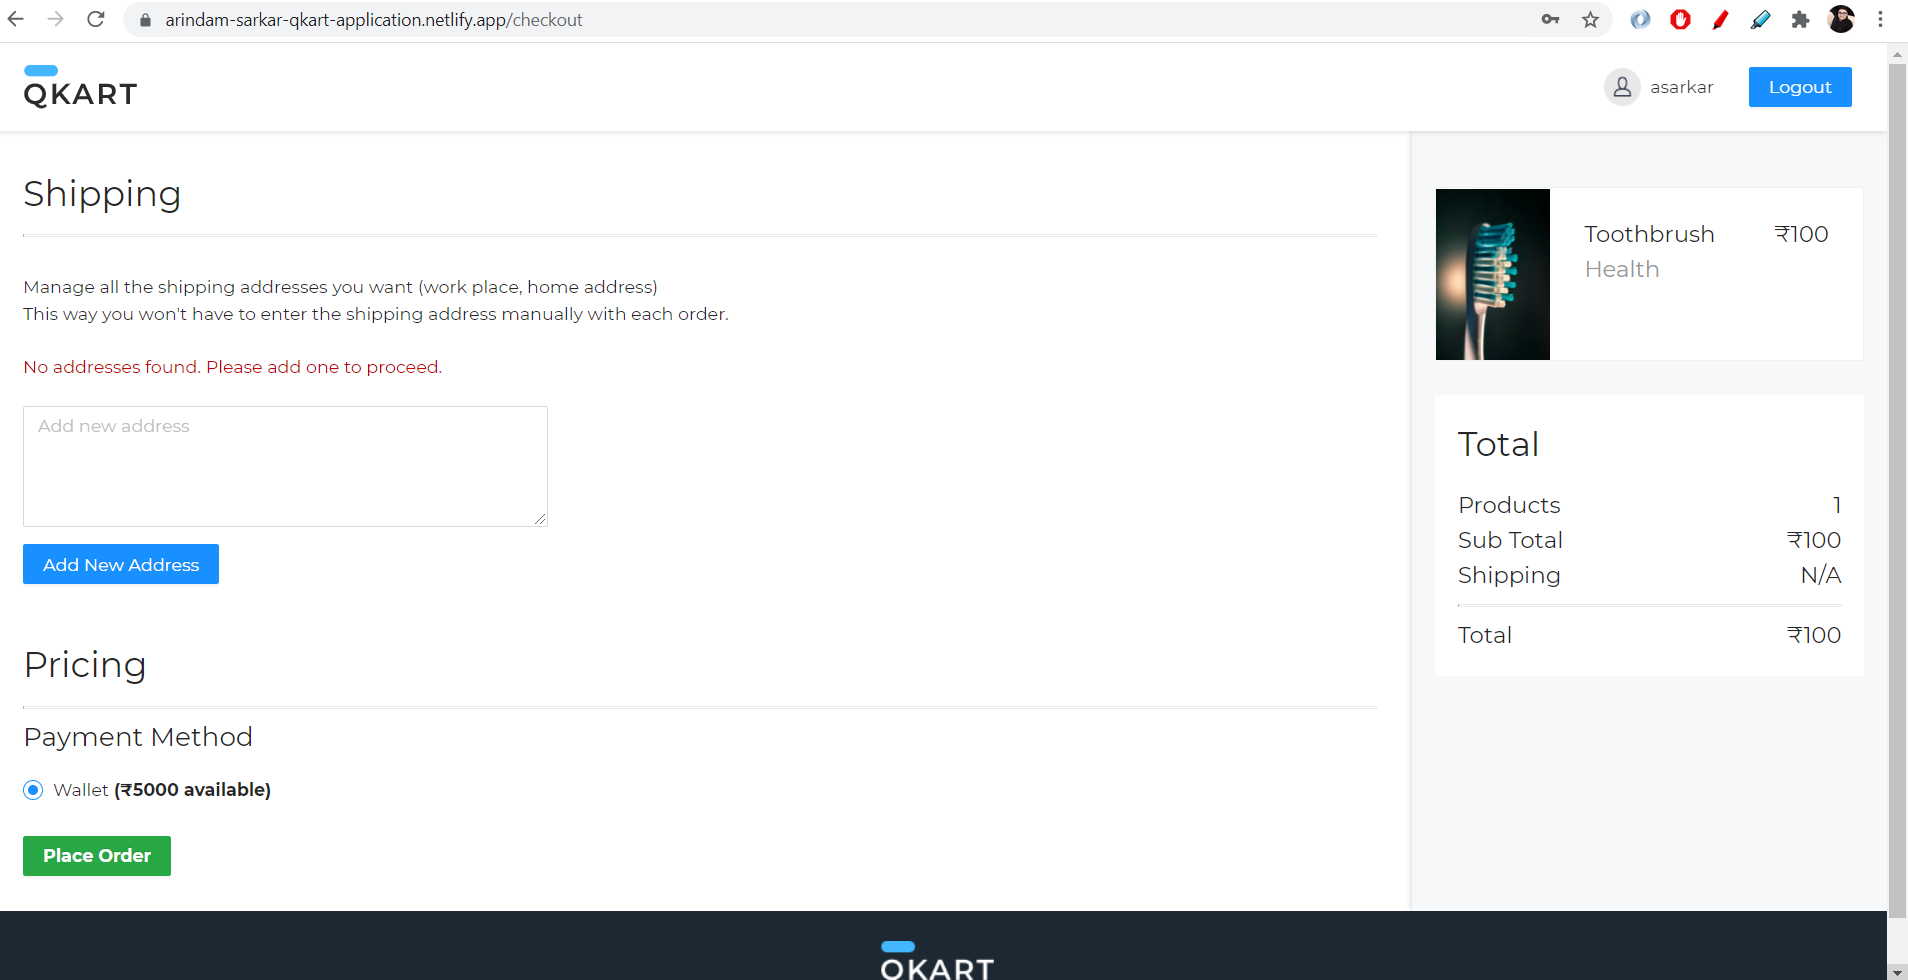 arindam-sarkar-qkart-application.netlify.app/checkout
QKART
asarkar
Logout
Shipping
Manage all the shipping addresses you want (work place, home address)
This way you won't have to enter the shipping address manually with each order.
No addresses found. Please add one to proceed.
Add new address
Add New Address
Pricing
Payment Method
Wallet (₹5000 available)
Place Order
Toothbrush ₹100
Health
Total
Products 1
Sub Total ₹100
Shipping N/A
Total ₹100
QKART